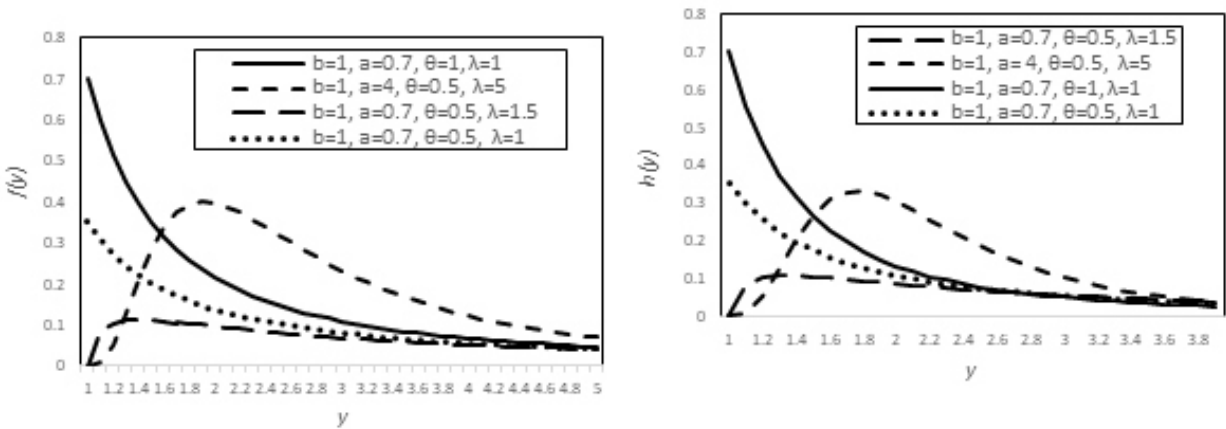 f(y)
0.8
0.7
0.6
0.5
0.4
0.3
0.2
0.1
0
b=1, a=0.7, θ=1, λ=1
b=1, a=4, θ=0.5, λ=5
b=1, a=0.7, θ=0.5, λ=1.5
b=1, a=0.7, θ=0.5, λ=1
1 1.2 1.4 1.6 1.8 2 2.2 2.4 2.6 2.8 3 3.2 3.4 3.6 3.8 4 4.2 4.4 4.6 4.8 5
y
h(y)
0.8
0.7
0.6
0.5
0.4
0.3
0.2
0.1
0
b=1, a=0.7, θ=0.5, λ=1.5
b=1, a=4, θ=0.5, λ=5
b=1, a=0.7, θ=1, λ=1
b=1, a=0.7, θ=0.5, λ=1
1 1.2 1.4 1.6 1.8 2 2.2 2.4 2.6 2.8 3 3.2 3.4 3.6 3.8
y